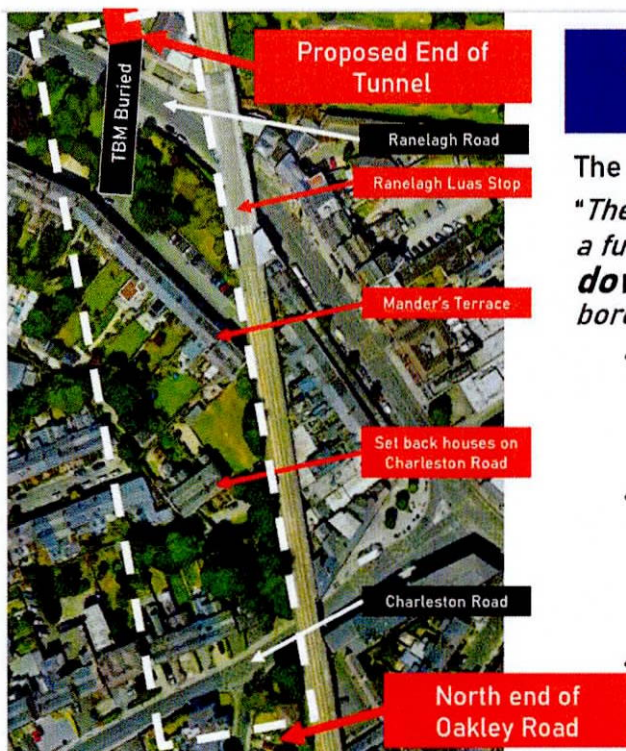 Proposed End of
Tunnel
TBM Buried
Ranelagh Road
Ranelagh Luas Stop
Mander's Terrace
Set back houses on
Charleston Road
Charleston Road
North end of
Oakley Road
The
"The
a fu
dow
bore